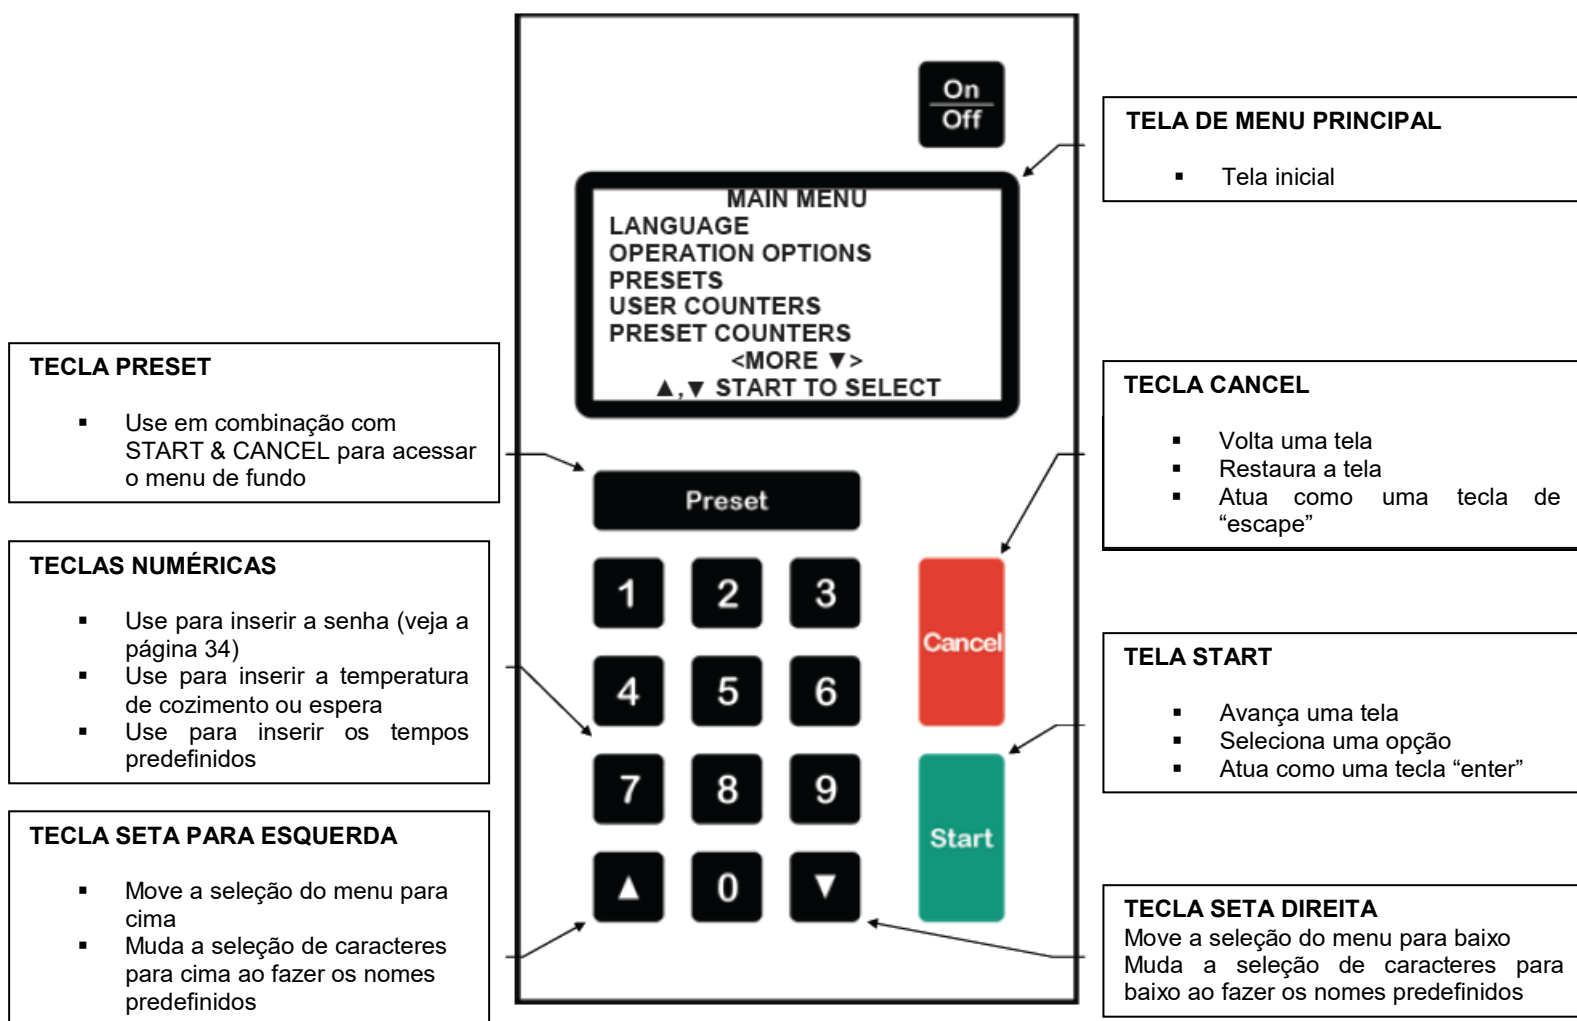 On
Off
TELA DE MENU PRINCIPAL
▪ Tela inicial
MAIN MENU
LANGUAGE
OPERATION OPTIONS
PRESETS
USER COUNTERS
PRESET COUNTERS
<MORE ▼>
▲,▼ START TO SELECT
TECLA PRESET
▪ Use em combinação com
START & CANCEL para acessar
o menu de fundo
TECLA CANCEL
▪ Volta uma tela
▪ Restaura a tela
▪ Atua como uma tecla de
“escape”
Preset
TECLAS NUMÉRICAS
▪ Use para inserir a senha (veja a
página 34)
▪ Use para inserir a temperatura
de cozimento ou espera
▪ Use para inserir os tempos
predefinidos
1 2 3
4 5 6
7 8 9
▲ 0 ▼
Cancel
Start
TELA START
▪ Avança uma tela
▪ Seleciona uma opção
▪ Atua como uma tecla “enter”
TECLA SETA PARA ESQUERDA
▪ Move a seleção do menu para
cima
▪ Muda a seleção de caracteres
para cima ao fazer os nomes
predefinidos
TECLA SETA DIREITA
Move a seleção do menu para baixo
Muda a seleção de caracteres para
baixo ao fazer os nomes predefinidos